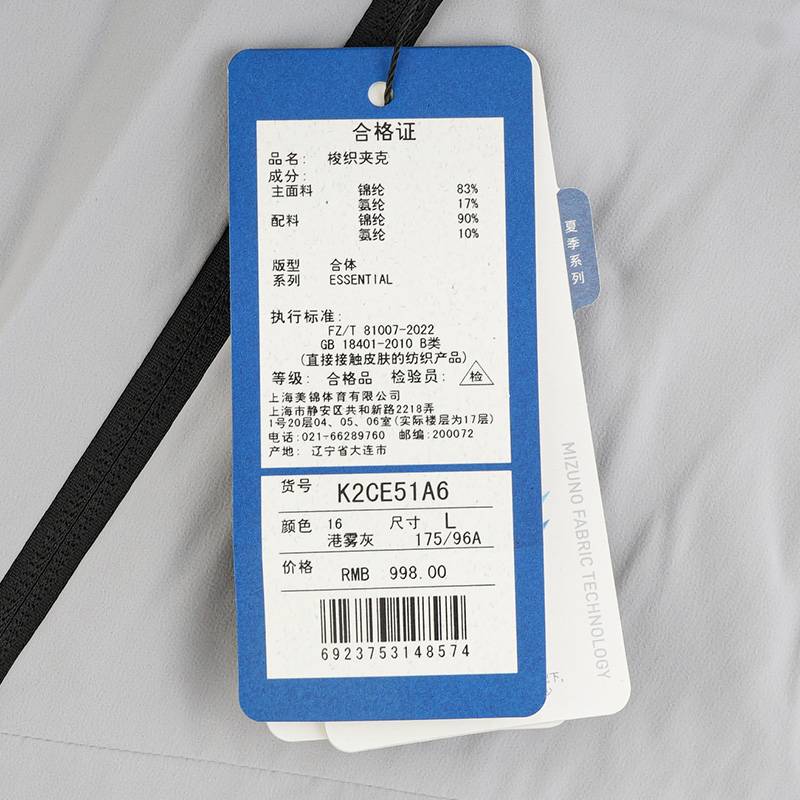 合格证
品名: 梭织夹克
成分:
主面料 锦纶 83%
氨纶 17%
配料 锦纶 90%
氨纶 10%
版型 合体
系列 ESSENTIAL
执行标准:
FZ/T 81007-2022
GB 18401-2010 B类
(直接接触皮肤的纺织产品)
等级: 合格品 检验员: 检
上海美锦体育有限公司
上海市静安区共和新路2218弄
1号20层04、05、06室(实际楼层为17层)
电话:021-66289760 邮编:200072
产地: 辽宁省大连市
货号 K2CE51A6
颜色 16 尺寸 L
港雾灰 175/96A
价格 RMB 998.00
6923753148574
夏季系列
MIZUNO FABRIC TECHNOLOGY